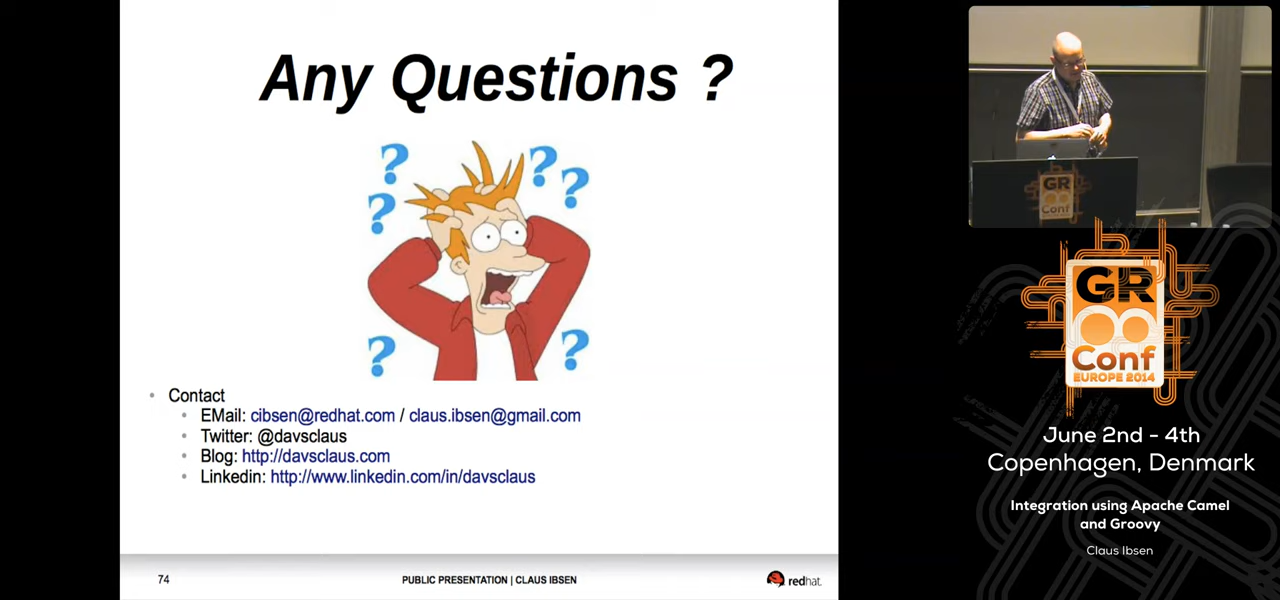 Any Questions ?
? ? ? ? ? ?
• Contact
• EMail: cibsen@redhat.com / claus.ibsen@gmail.com
• Twitter: @davsclaus
• Blog: http://davsclaus.com
• Linkedin: http://www.linkedin.com/in/davsclaus
74
PUBLIC PRESENTATION | CLAUS IBSEN
redhat.
GR
Conf
GR
Conf
EUROPE 2014
June 2nd - 4th
Copenhagen, Denmark
Integration using Apache Camel
and Groovy
Claus Ibsen